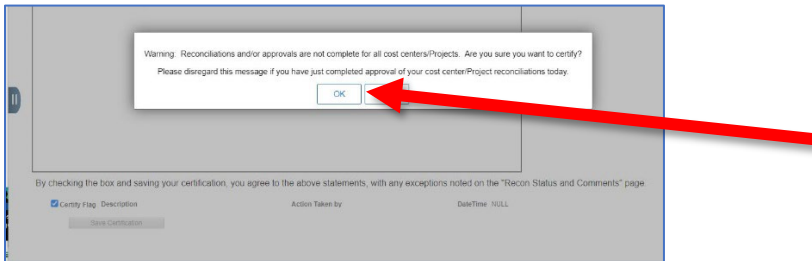 Warning: Reconciliations and/or approvals are not complete for all cost centers/Projects. Are you sure you want to certify?
Please disregard this message if you have just completed approval of your cost center/Project reconciliations today.
OK
By checking the box and saving your certification, you agree to the above statements, with any exceptions noted on the "Recon Status and Comments" page.
Certify Flag Description Action Taken by DateTime NULL
Save Certification